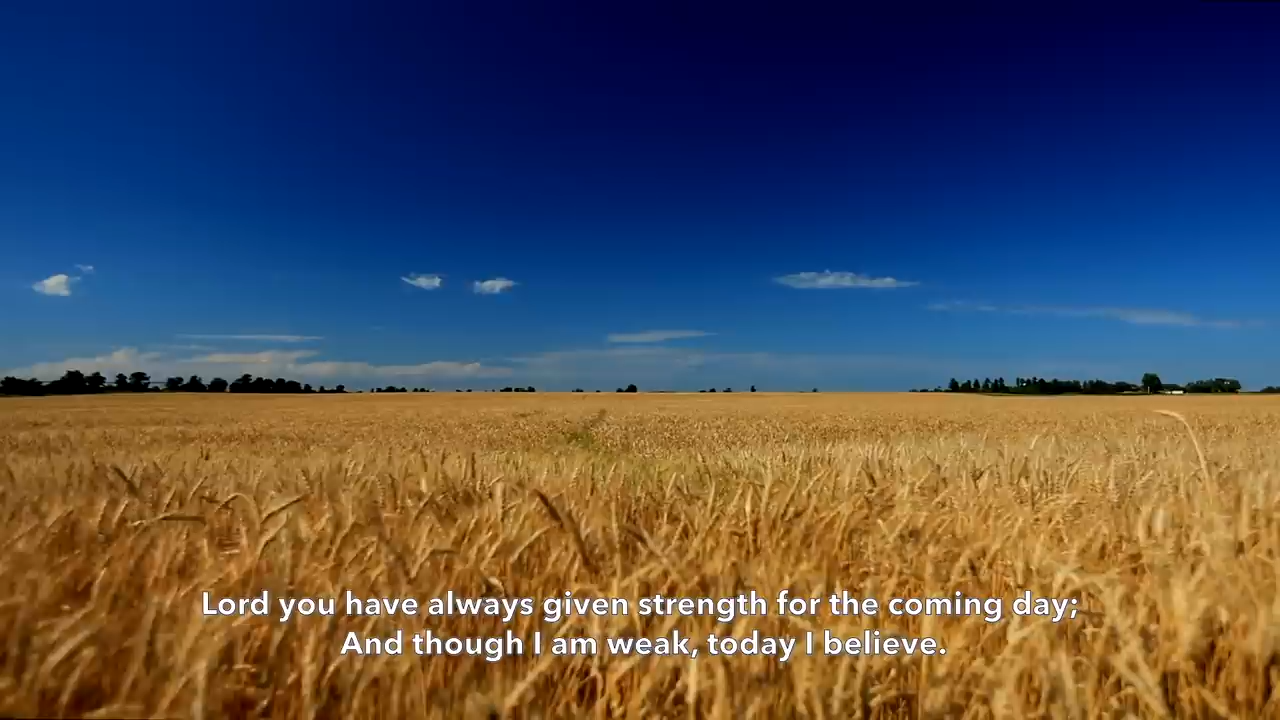 Lord you have always given strength for the coming day;
And though I am weak, today I believe.